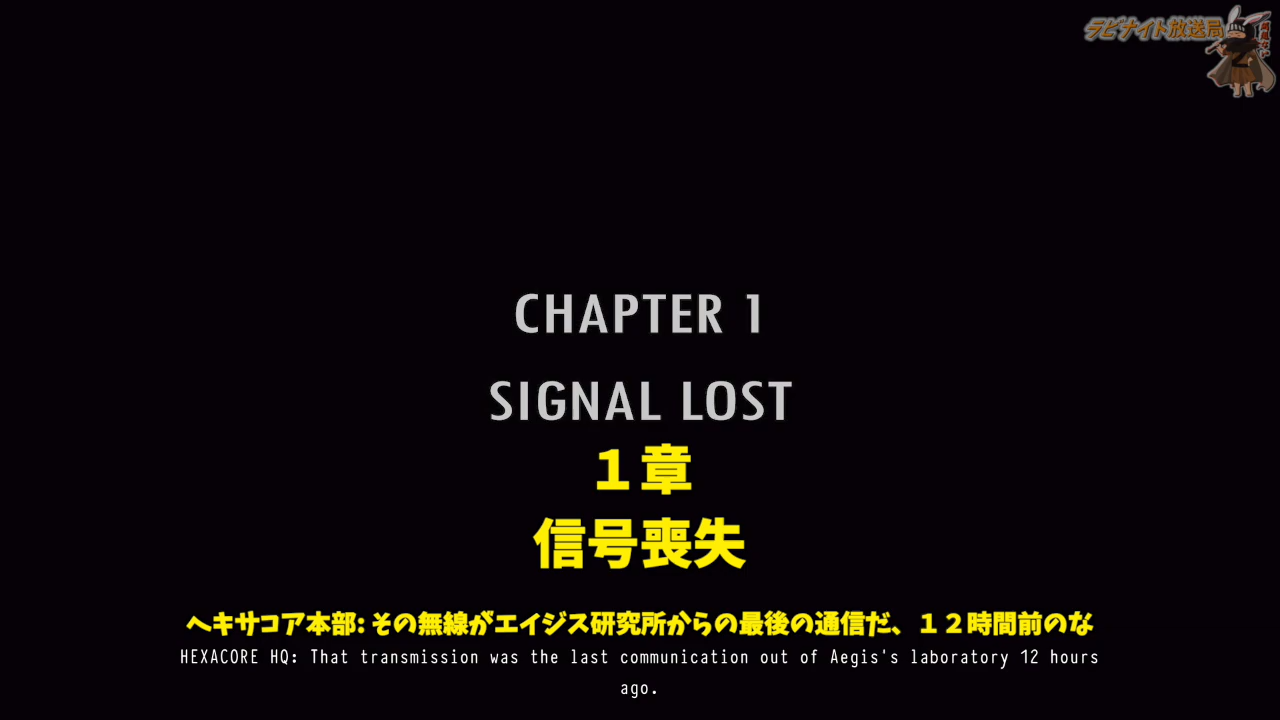 ラビナイト放送局
CHAPTER 1
SIGNAL LOST
１章
信号喪失
ヘキサコア本部: その無線がエイジス研究所からの最後の通信だ、１２時間前のな
HEXACORE HQ: That transmission was the last communication out of Aegis's laboratory 12 hours
ago.